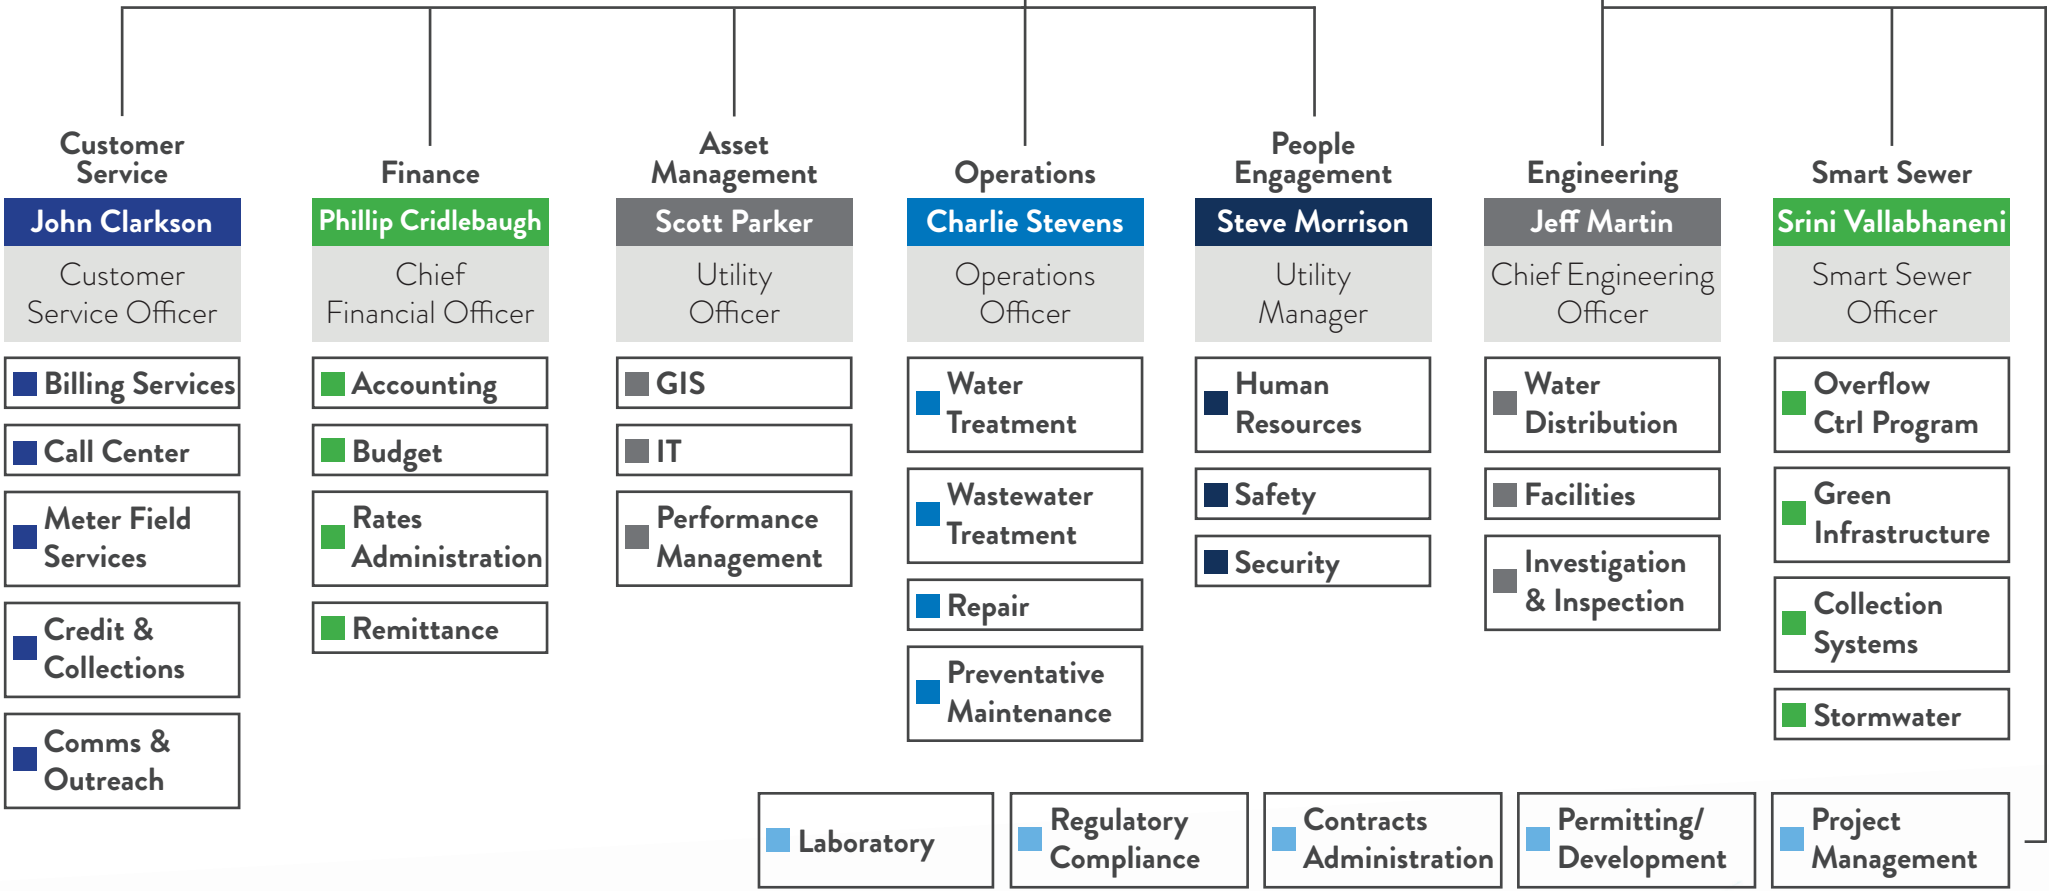 Customer
Service
John Clarkson
Customer
Service Officer
Billing Services
Call Center
Meter Field
Services
Credit &
Collections
Comms &
Outreach
Finance
Phillip Cridlebaugh
Chief
Financial Officer
Accounting
Budget
Rates
Administration
Remittance
Asset
Management
Scott Parker
Utility
Officer
GIS
IT
Performance
Management
Operations
Charlie Stevens
Operations
Officer
Water
Treatment
Wastewater
Treatment
Repair
Preventative
Maintenance
People
Engagement
Steve Morrison
Utility
Manager
Human
Resources
Safety
Security
Engineering
Jeff Martin
Chief Engineering
Officer
Water
Distribution
Facilities
Investigation
& Inspection
Smart Sewer
Srini Vallabhaneni
Smart Sewer
Officer
Overflow
Ctrl Program
Green
Infrastructure
Collection
Systems
Stormwater
Laboratory
Regulatory
Compliance
Contracts
Administration
Permitting/
Development
Project
Management